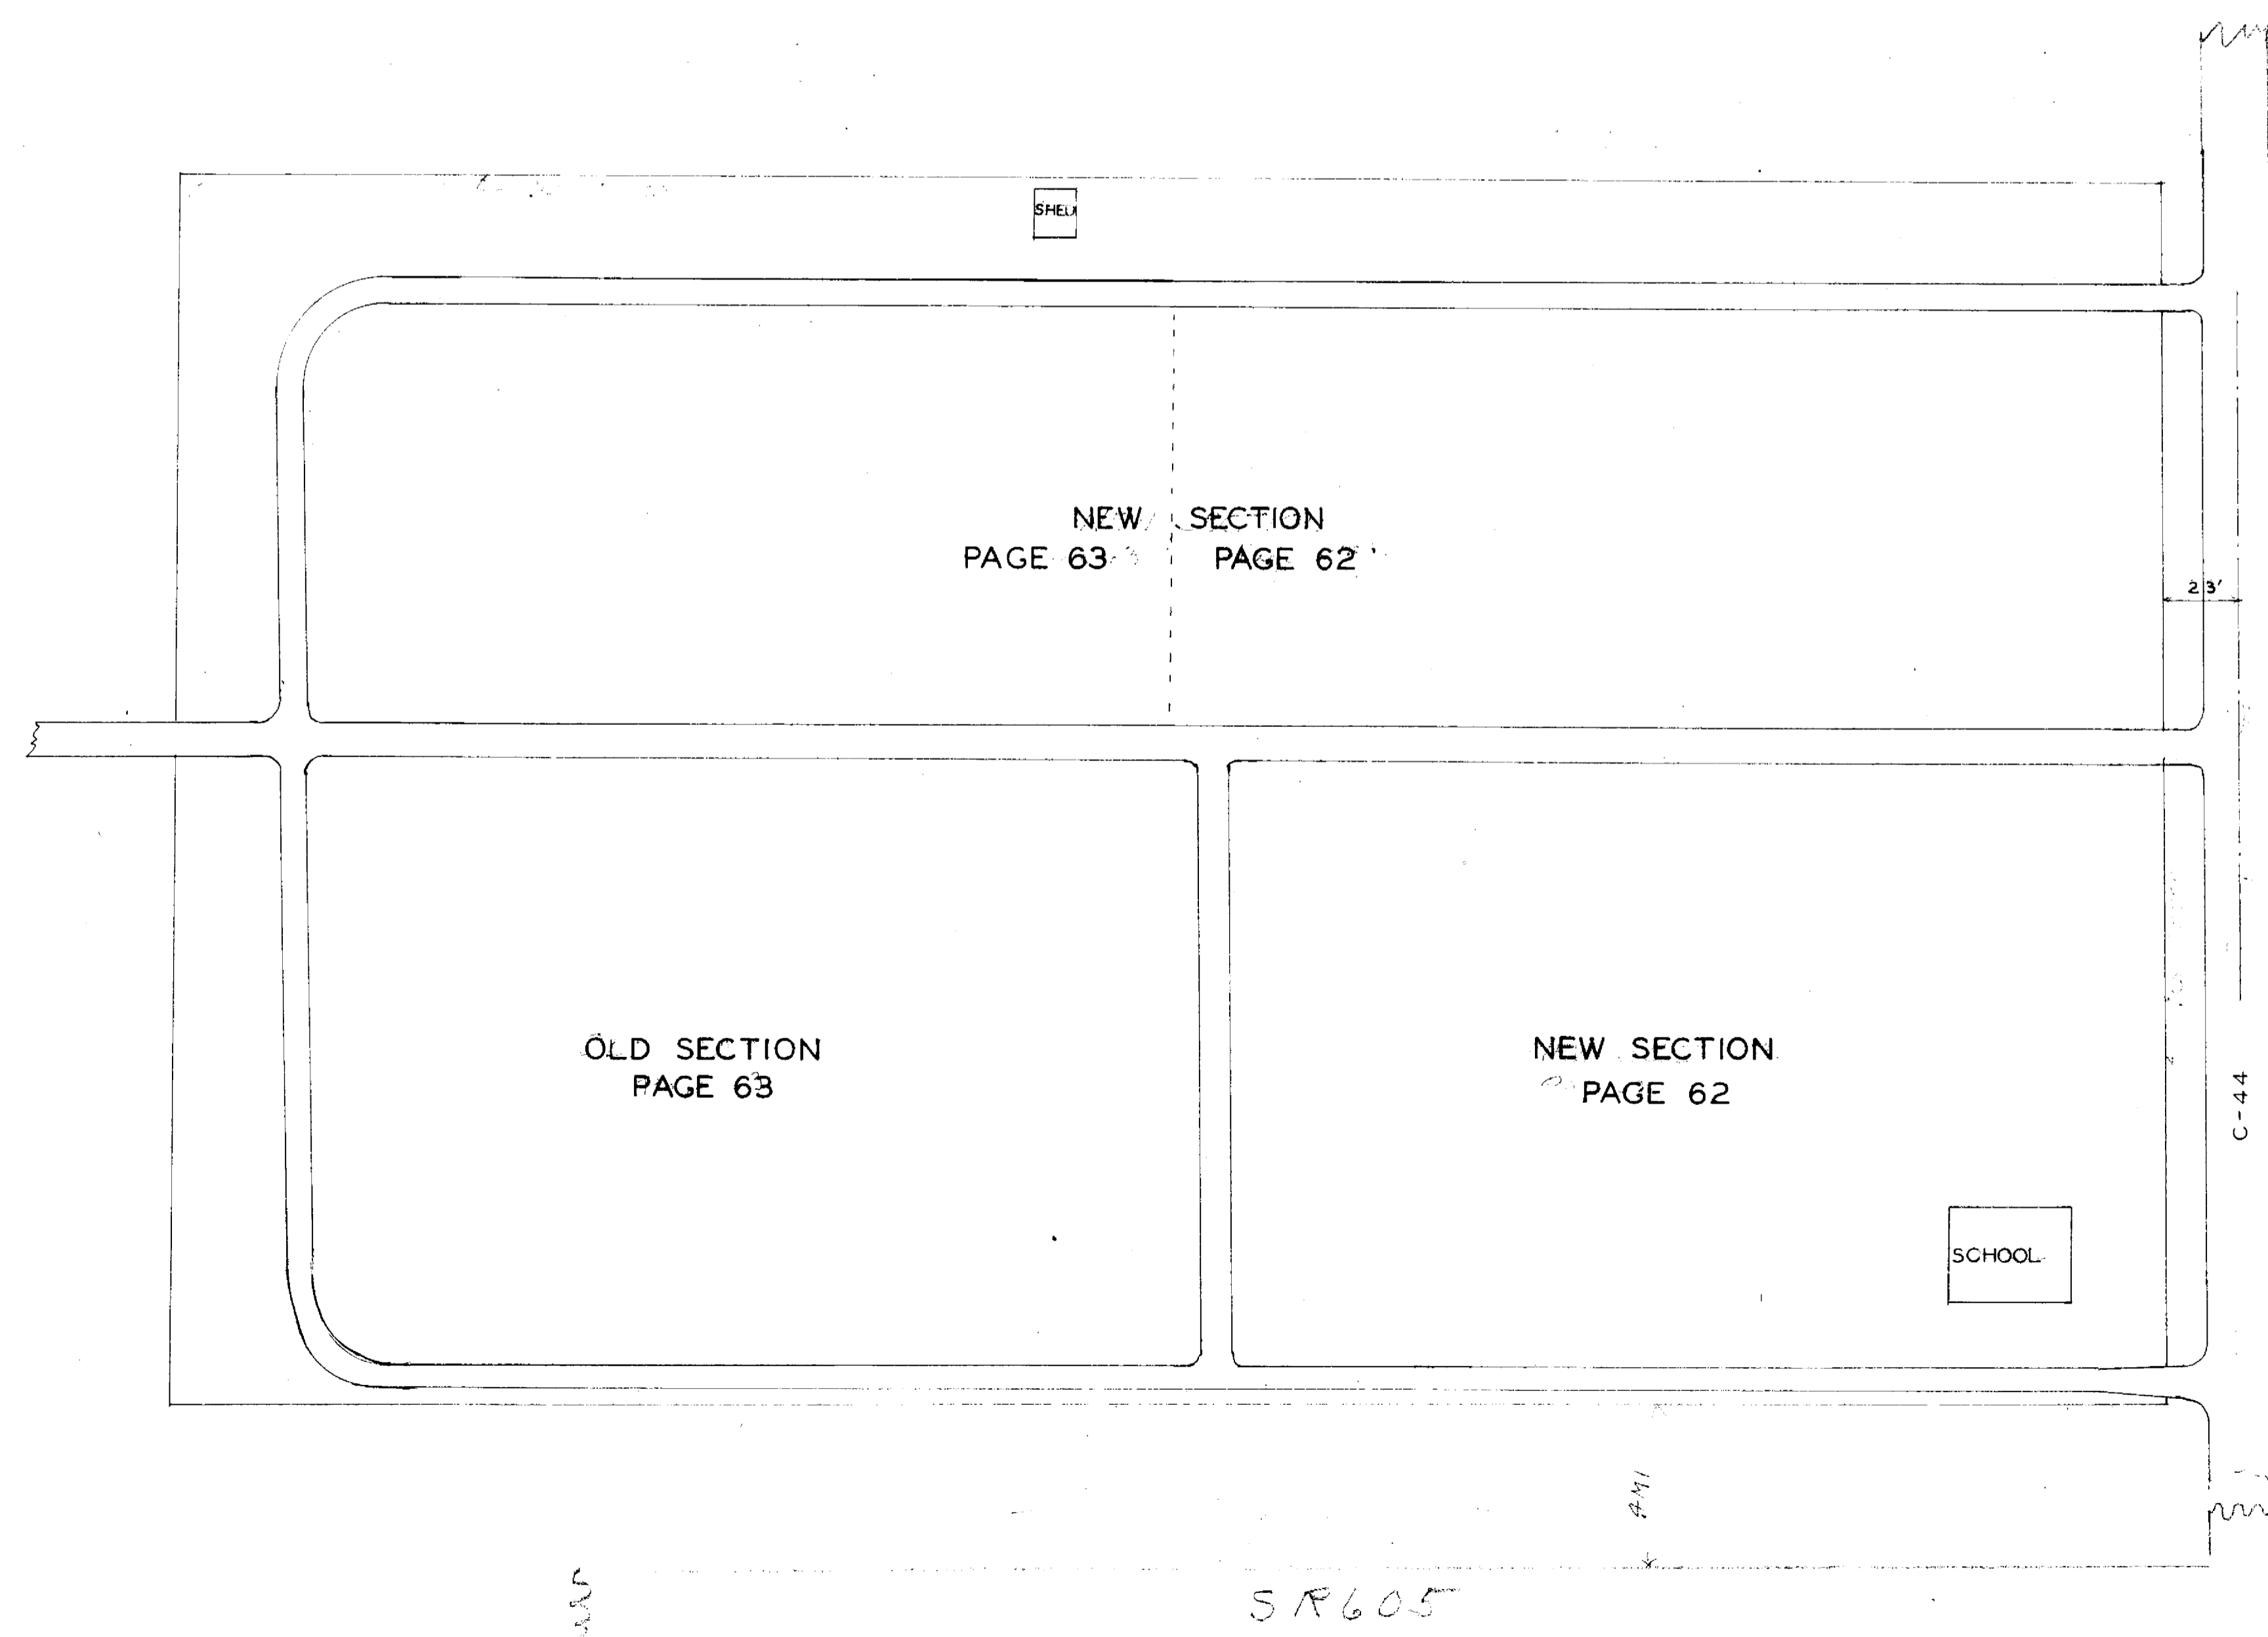 SHED
NEW SECTION
PAGE 63 PAGE 62
23'
OLD SECTION
PAGE 63
NEW SECTION
PAGE 62
C-44
SCHOOL
SR605